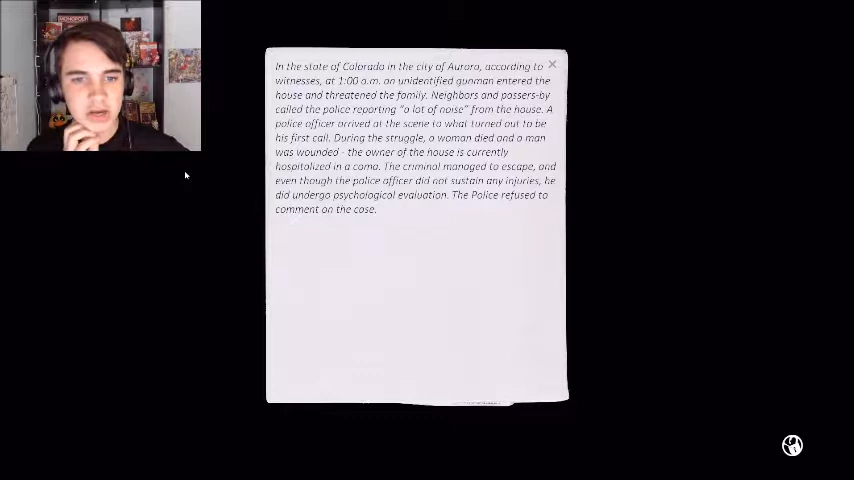 MONOPOLY
In the state of Colorado in the city of Aurora, according to
witnesses, at 1:00 a.m. an unidentified gunman entered the
house and threatened the family. Neighbors and passers-by
called the police reporting "a lot of noise" from the house. A
police officer arrived at the scene to what turned out to be
his first call. During the struggle, a woman died and a man
was wounded - the owner of the house is currently
hospitalized in a coma. The criminal managed to escape, and
even though the police officer did not sustain any injuries, he
did undergo psychological evaluation. The Police refused to
comment on the case.